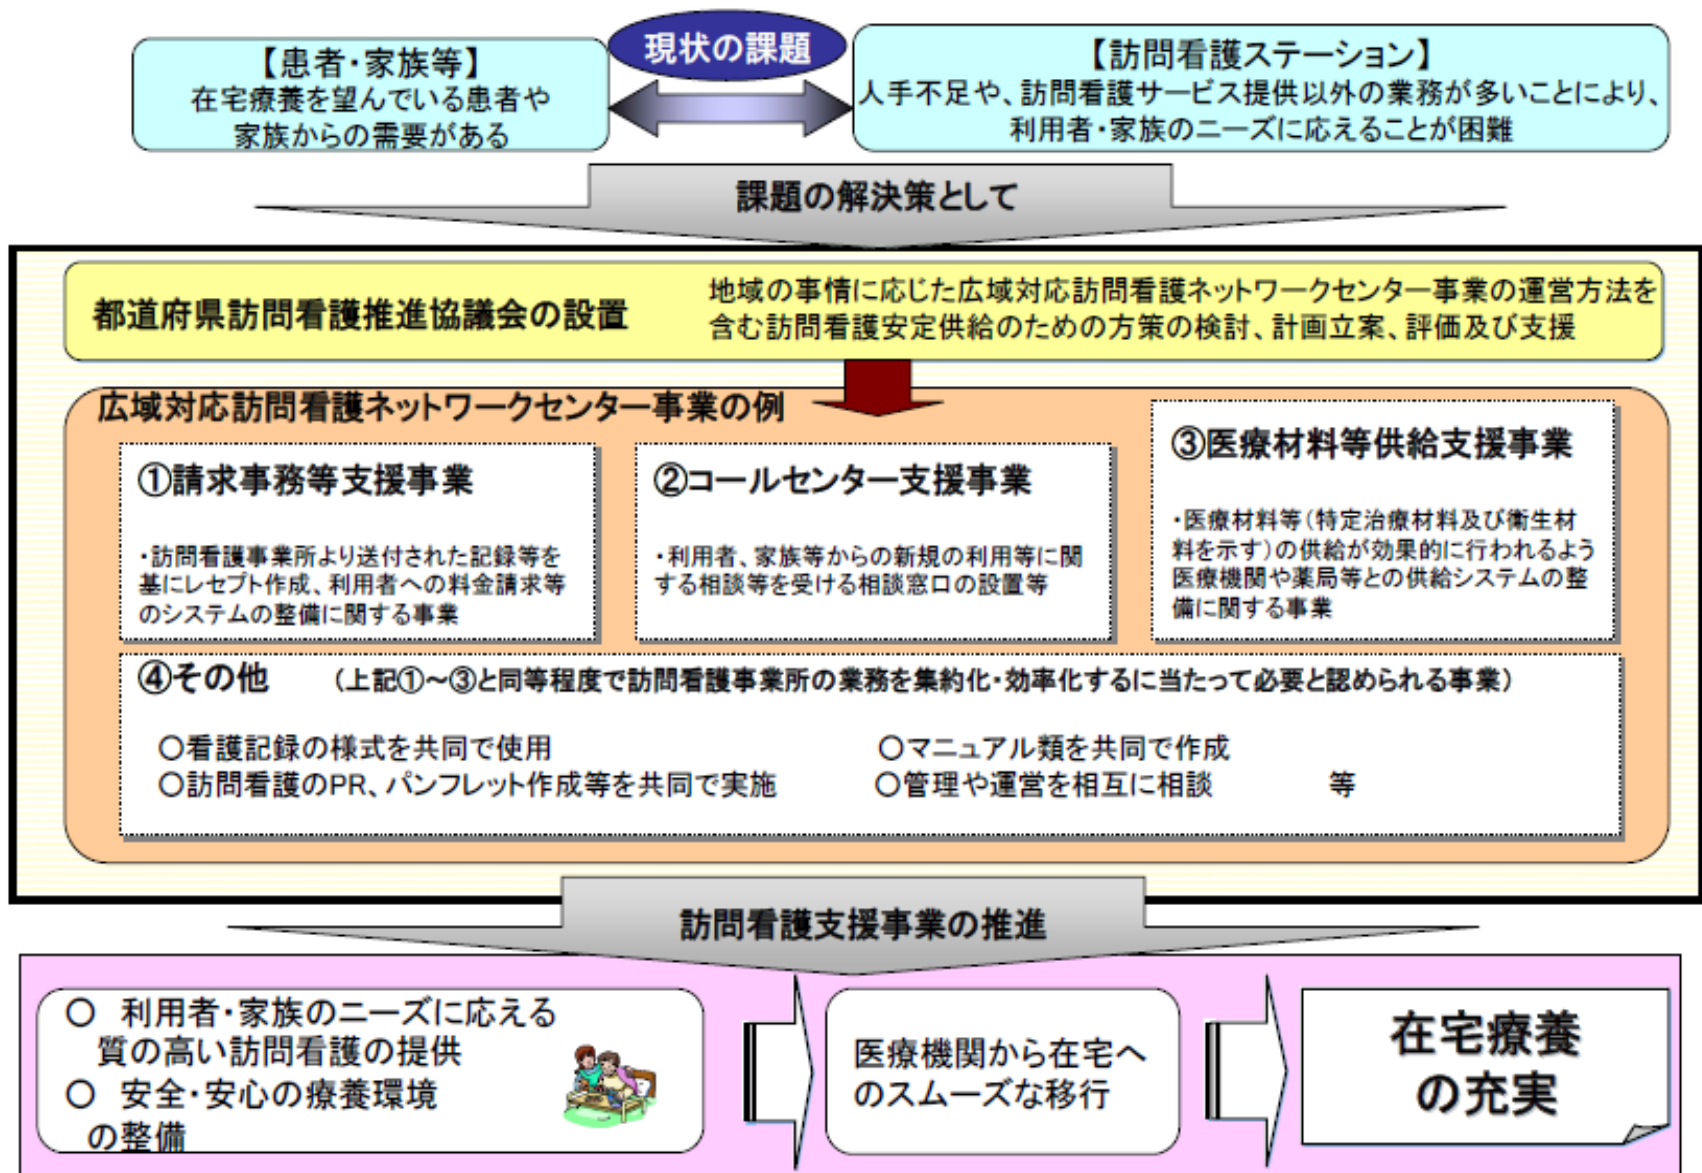 現状の課題
【患者・家族等】
在宅療養を望んでいる患者や
家族からの需要がある
【訪問看護ステーション】
人手不足や、訪問看護サービス提供以外の業務が多いことにより、
利用者・家族のニーズに応えることが困難
課題の解決策として
都道府県訪問看護推進協議会の設置
地域の事情に応じた広域対応訪問看護ネットワークセンター事業の運営方法を
含む訪問看護安定供給のための方策の検討、計画立案、評価及び支援
広域対応訪問看護ネットワークセンター事業の例
①請求事務等支援事業
・訪問看護事業所より送付された記録等を
基にレセプト作成、利用者への料金請求等
のシステムの整備に関する事業
②コールセンター支援事業
・利用者、家族等からの新規の利用等に関
する相談等を受ける相談窓口の設置等
③医療材料等供給支援事業
・医療材料等（特定治療材料及び衛生材
料を示す）の供給が効果的に行われるよう
医療機関や薬局等との供給システムの整
備に関する事業
④その他　（上記①～③と同等程度で訪問看護事業所の業務を集約化・効率化するに当たって必要と認められる事業）
〇看護記録の様式を共同で使用　〇マニュアル類を共同で作成
〇訪問看護のPR、パンフレット作成等を共同で実施　〇管理や運営を相互に相談　等
訪問看護支援事業の推進
〇　利用者・家族のニーズに応える
質の高い訪問看護の提供
〇　安全・安心の療養環境
の整備
医療機関から在宅へ
のスムーズな移行
在宅療養
の充実